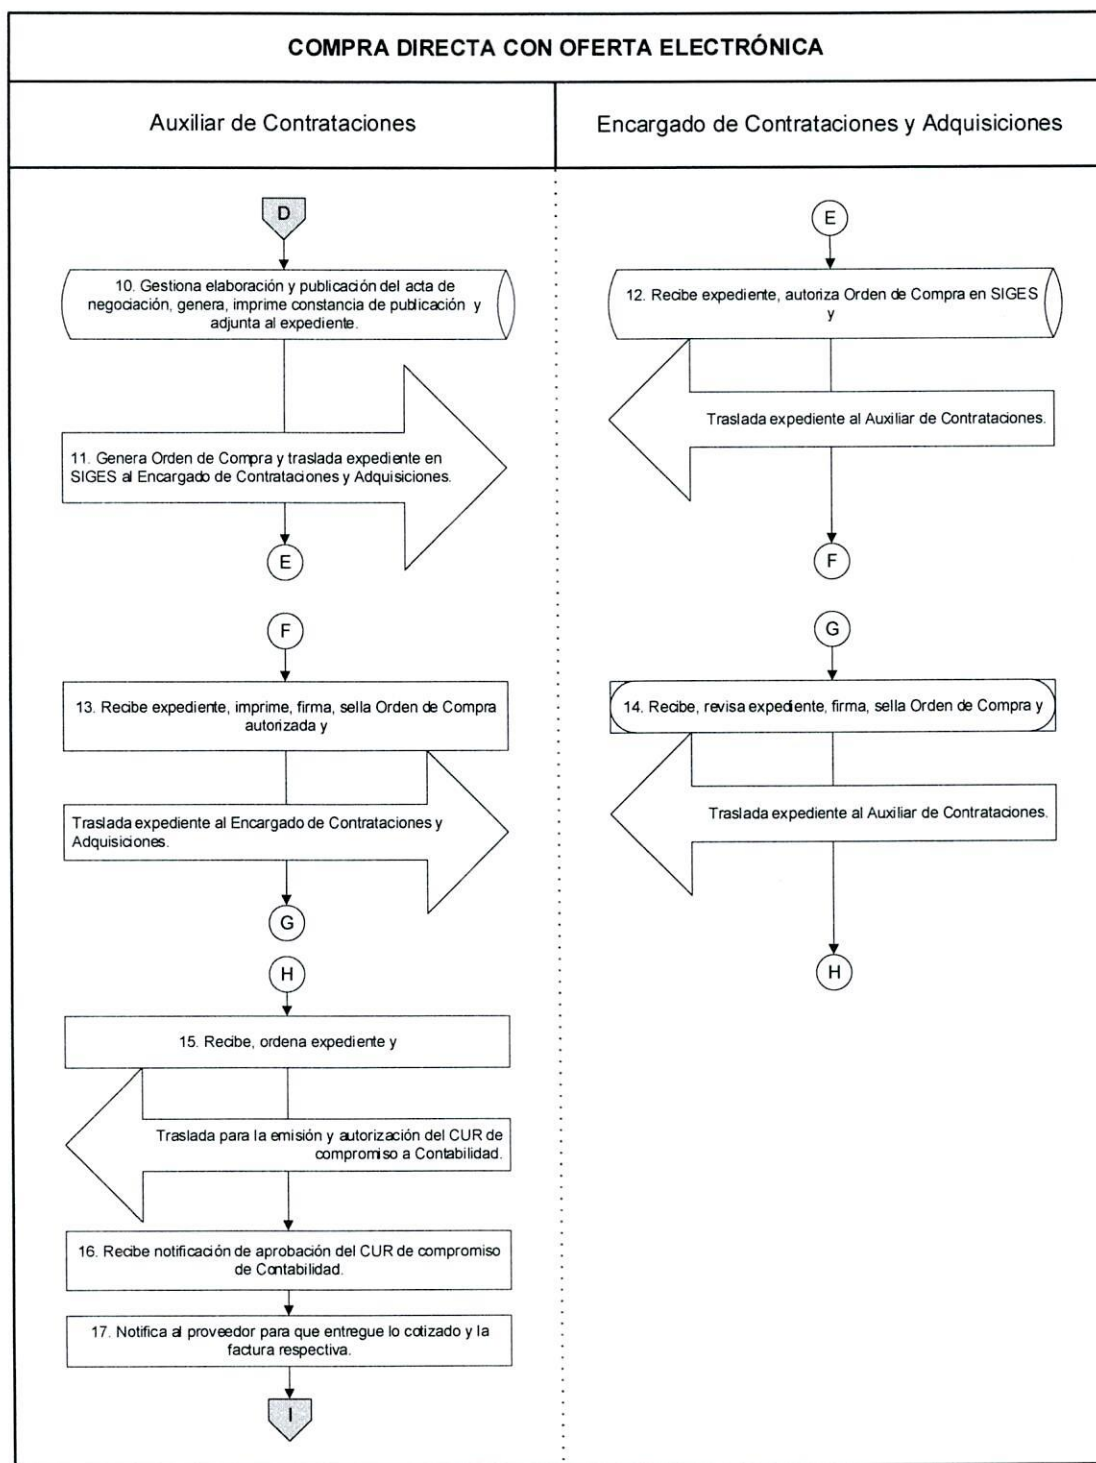 COMPRA DIRECTA CON OFERTA ELECTRÓNICA
Auxiliar de Contrataciones
Encargado de Contrataciones y Adquisiciones
D
10. Gestiona elaboración y publicación del acta de
negociación, genera, imprime constancia de publicación y
adjunta al expediente.
11. Genera Orden de Compra y traslada expediente en
SIGES al Encargado de Contrataciones y Adquisiciones.
E
E
12. Recibe expediente, autoriza Orden de Compra en SIGES
y
Traslada expediente al Auxiliar de Contrataciones.
F
F
13. Recibe expediente, imprime, firma, sella Orden de Compra
autorizada y
Traslada expediente al Encargado de Contrataciones y
Adquisiciones.
G
G
14. Recibe, revisa expediente, firma, sella Orden de Compra y
Traslada expediente al Auxiliar de Contrataciones.
H
H
15. Recibe, ordena expediente y
Traslada para la emisión y autorización del CUR de
compromiso a Contabilidad.
16. Recibe notificación de aprobación del CUR de compromiso
de Contabilidad.
17. Notifica al proveedor para que entregue lo cotizado y la
factura respectiva.
I